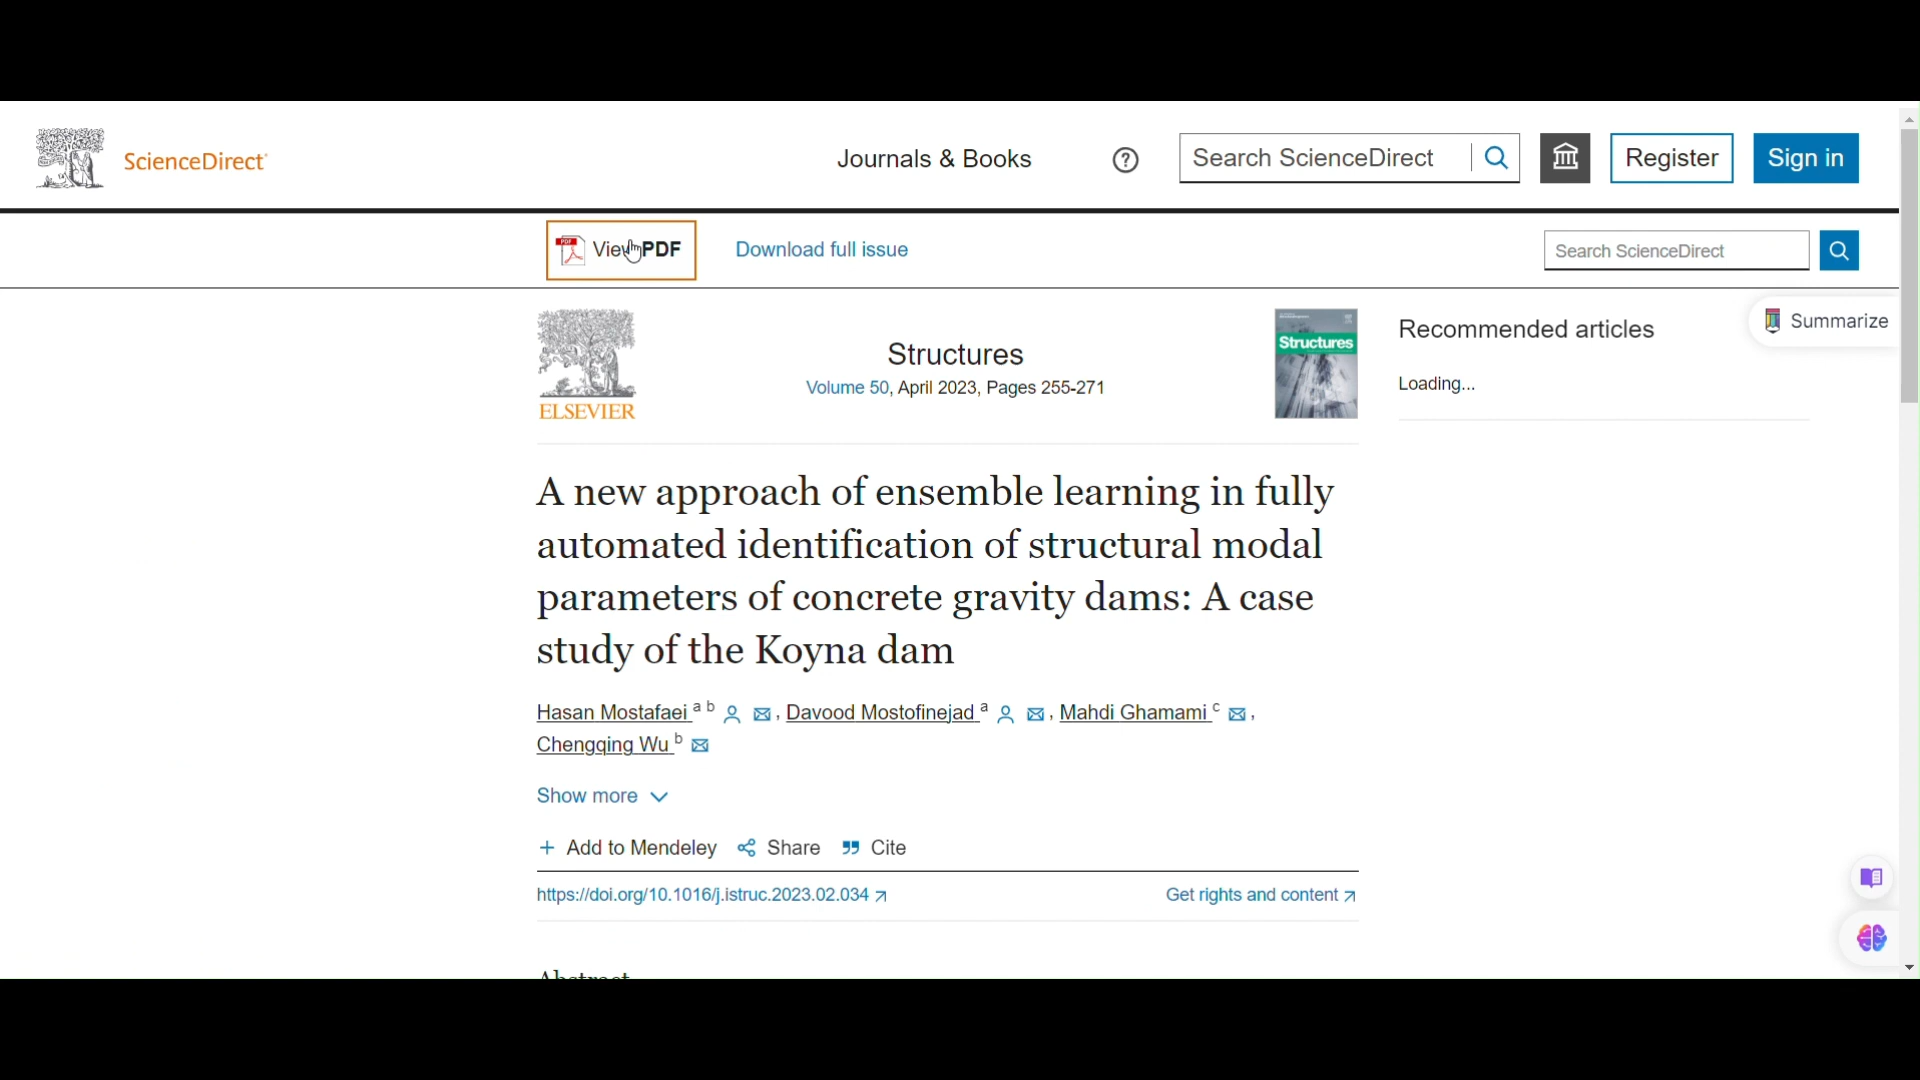 ScienceDirect
Journals & Books
Search ScienceDirect
Register
Sign in
View PDF
Download full issue
Search ScienceDirect
Summarize
ELSEVIER
Structures
Volume 50, April 2023, Pages 255-271
Structures
Recommended articles
Loading...
A new approach of ensemble learning in fully
automated identification of structural modal
parameters of concrete gravity dams: A case
study of the Koyna dam
Hasan Mostafaei a b, Davood Mostofinejad a, Mahdi Ghamami c,
Chengqing Wu b
Show more
+ Add to Mendeley Share Cite
https://doi.org/10.1016/j.istruc.2023.02.034
Get rights and content
Abstract